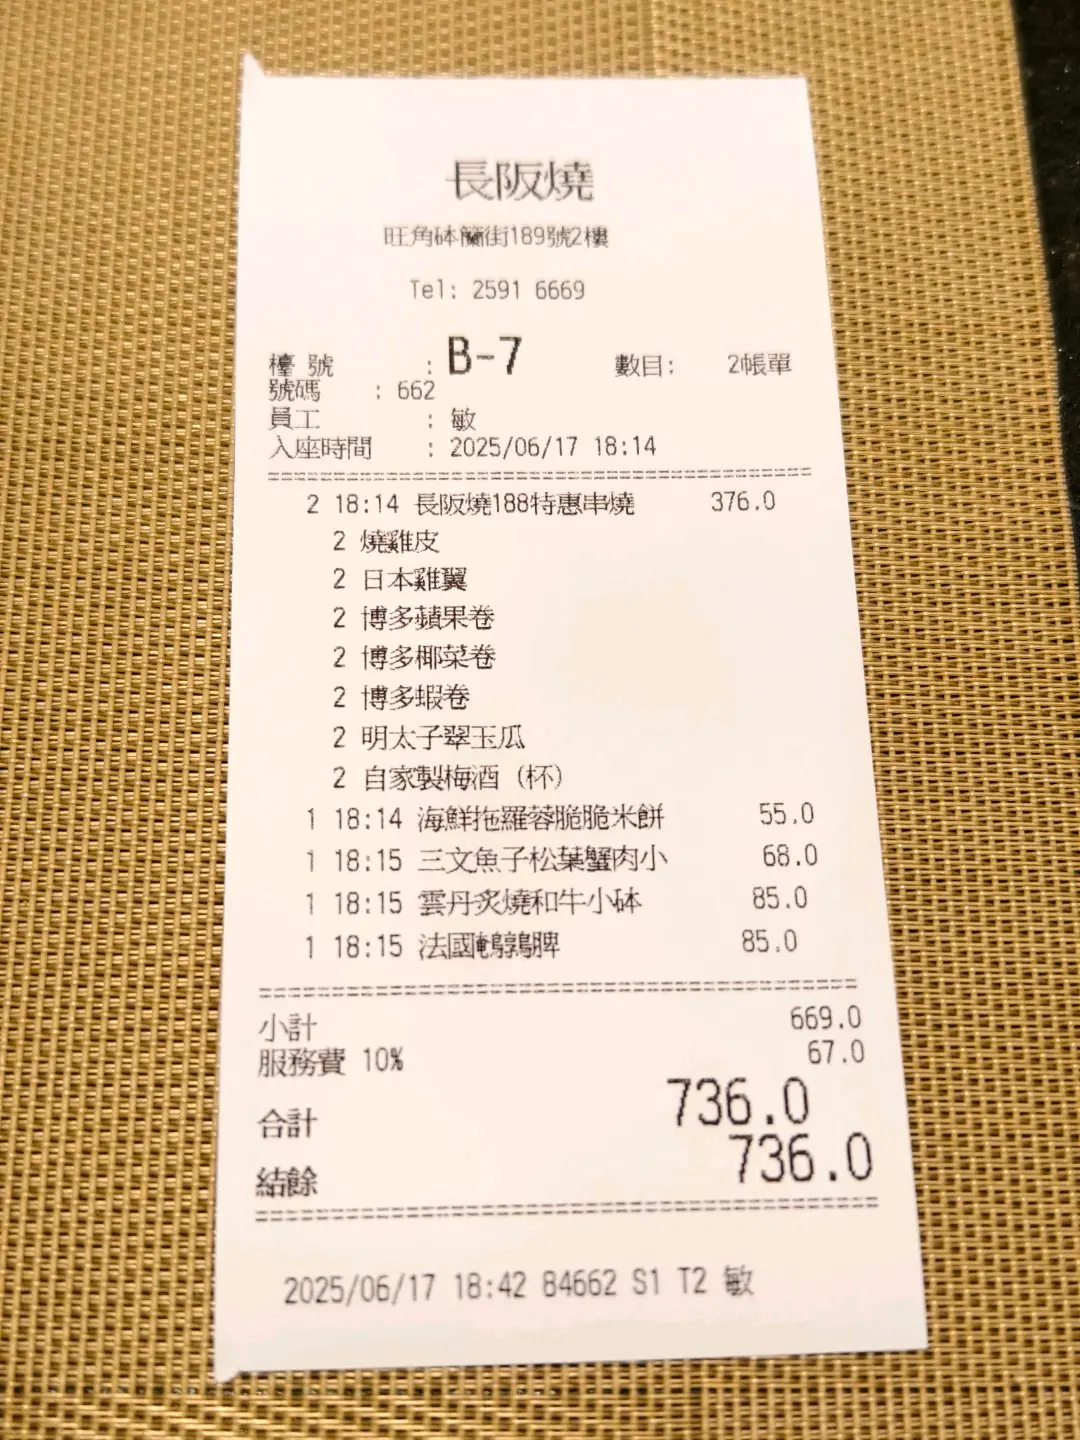 長阪燒
旺角砵蘭街189號2樓
Tel: 2591 6669
檯 號 : B-7 數目: 2帳單
號碼 : 662
員工 : 敏
入座時間 : 2025/06/17 18:14
2 18:14 長阪燒188特惠串燒 376.0
2 燒雞皮
2 日本雞翼
2 博多蘋果卷
2 博多椰菜卷
2 博多蝦卷
2 明太子翠玉瓜
2 自家製梅酒 (杯)
1 18:14 海鮮拖羅蓉脆脆米餅 55.0
1 18:15 三文魚子松葉蟹肉小 68.0
1 18:15 雲丹炙燒和牛小砵 85.0
1 18:15 法國鵪鶉髀 85.0
小計 669.0
服務費 10% 67.0
合計 736.0
結餘 736.0
2025/06/17 18:42 84662 S1 T2 敏